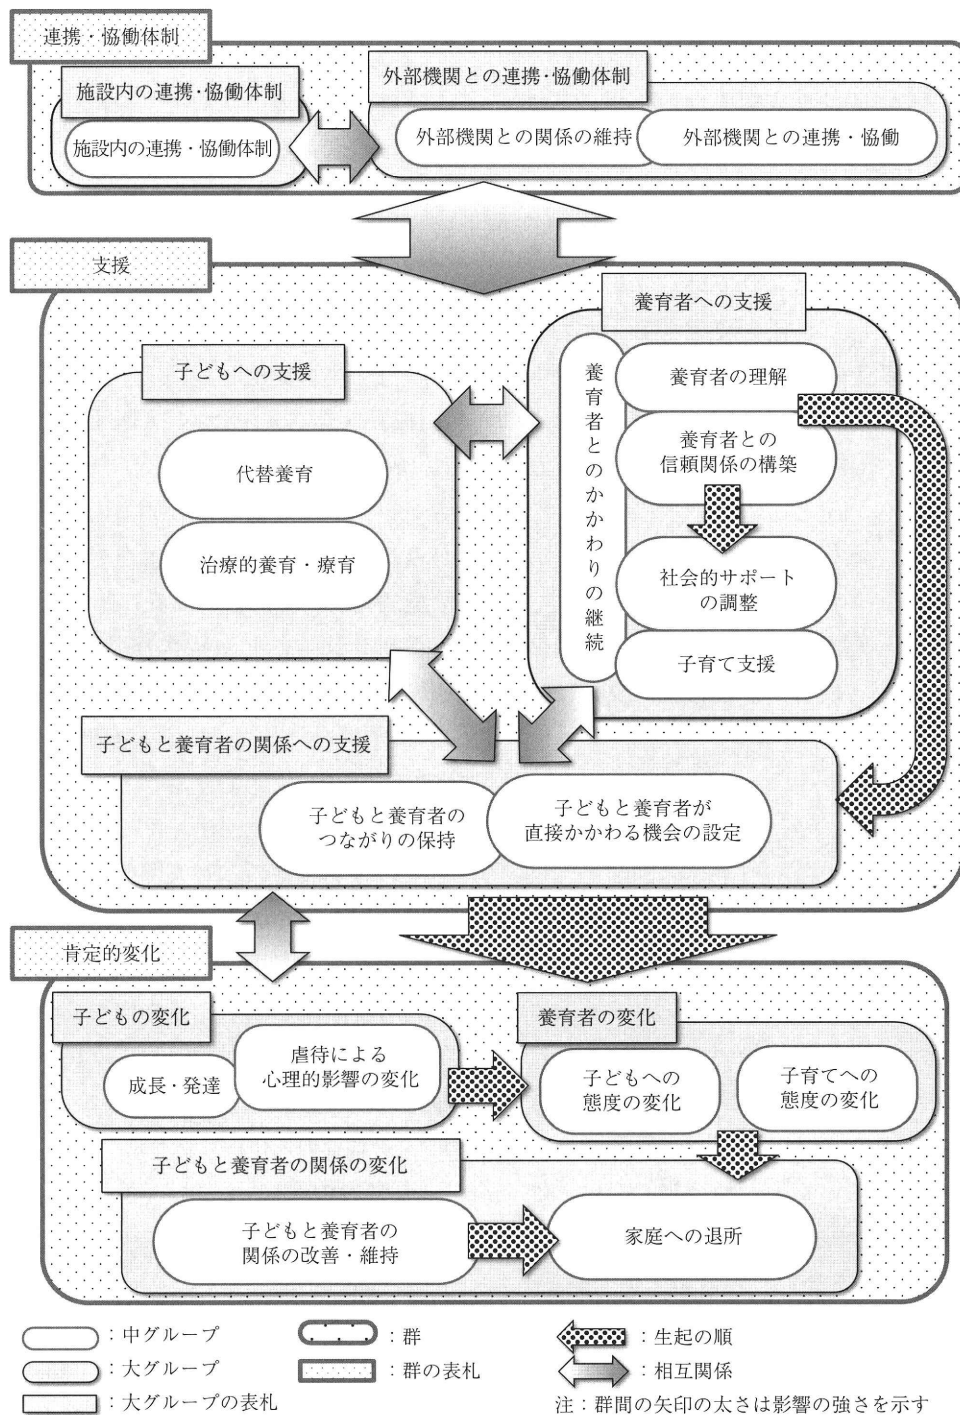 連携・協働体制
施設内の連携・協働体制
施設内の連携・協働体制
外部機関との連携・協働体制
外部機関との関係の維持
外部機関との連携・協働
支援
子どもへの支援
代替養育
治療的養育・療育
養育者への支援
養育者とのかかわりの継続
養育者の理解
養育者との
信頼関係の構築
社会的サポート
の調整
子育て支援
子どもと養育者の関係への支援
子どもと養育者の
つながりの保持
子どもと養育者が
直接かかわる機会の設定
肯定的変化
子どもの変化
成長・発達
虐待による
心理的影響の変化
養育者の変化
子どもへの
態度の変化
子育てへの
態度の変化
子どもと養育者の関係の変化
子どもと養育者の
関係の改善・維持
家庭への退所
：中グループ
：大グループ
：大グループの表札
：群
：群の表札
：生起の順
：相互関係
注：群間の矢印の太さは影響の強さを示す